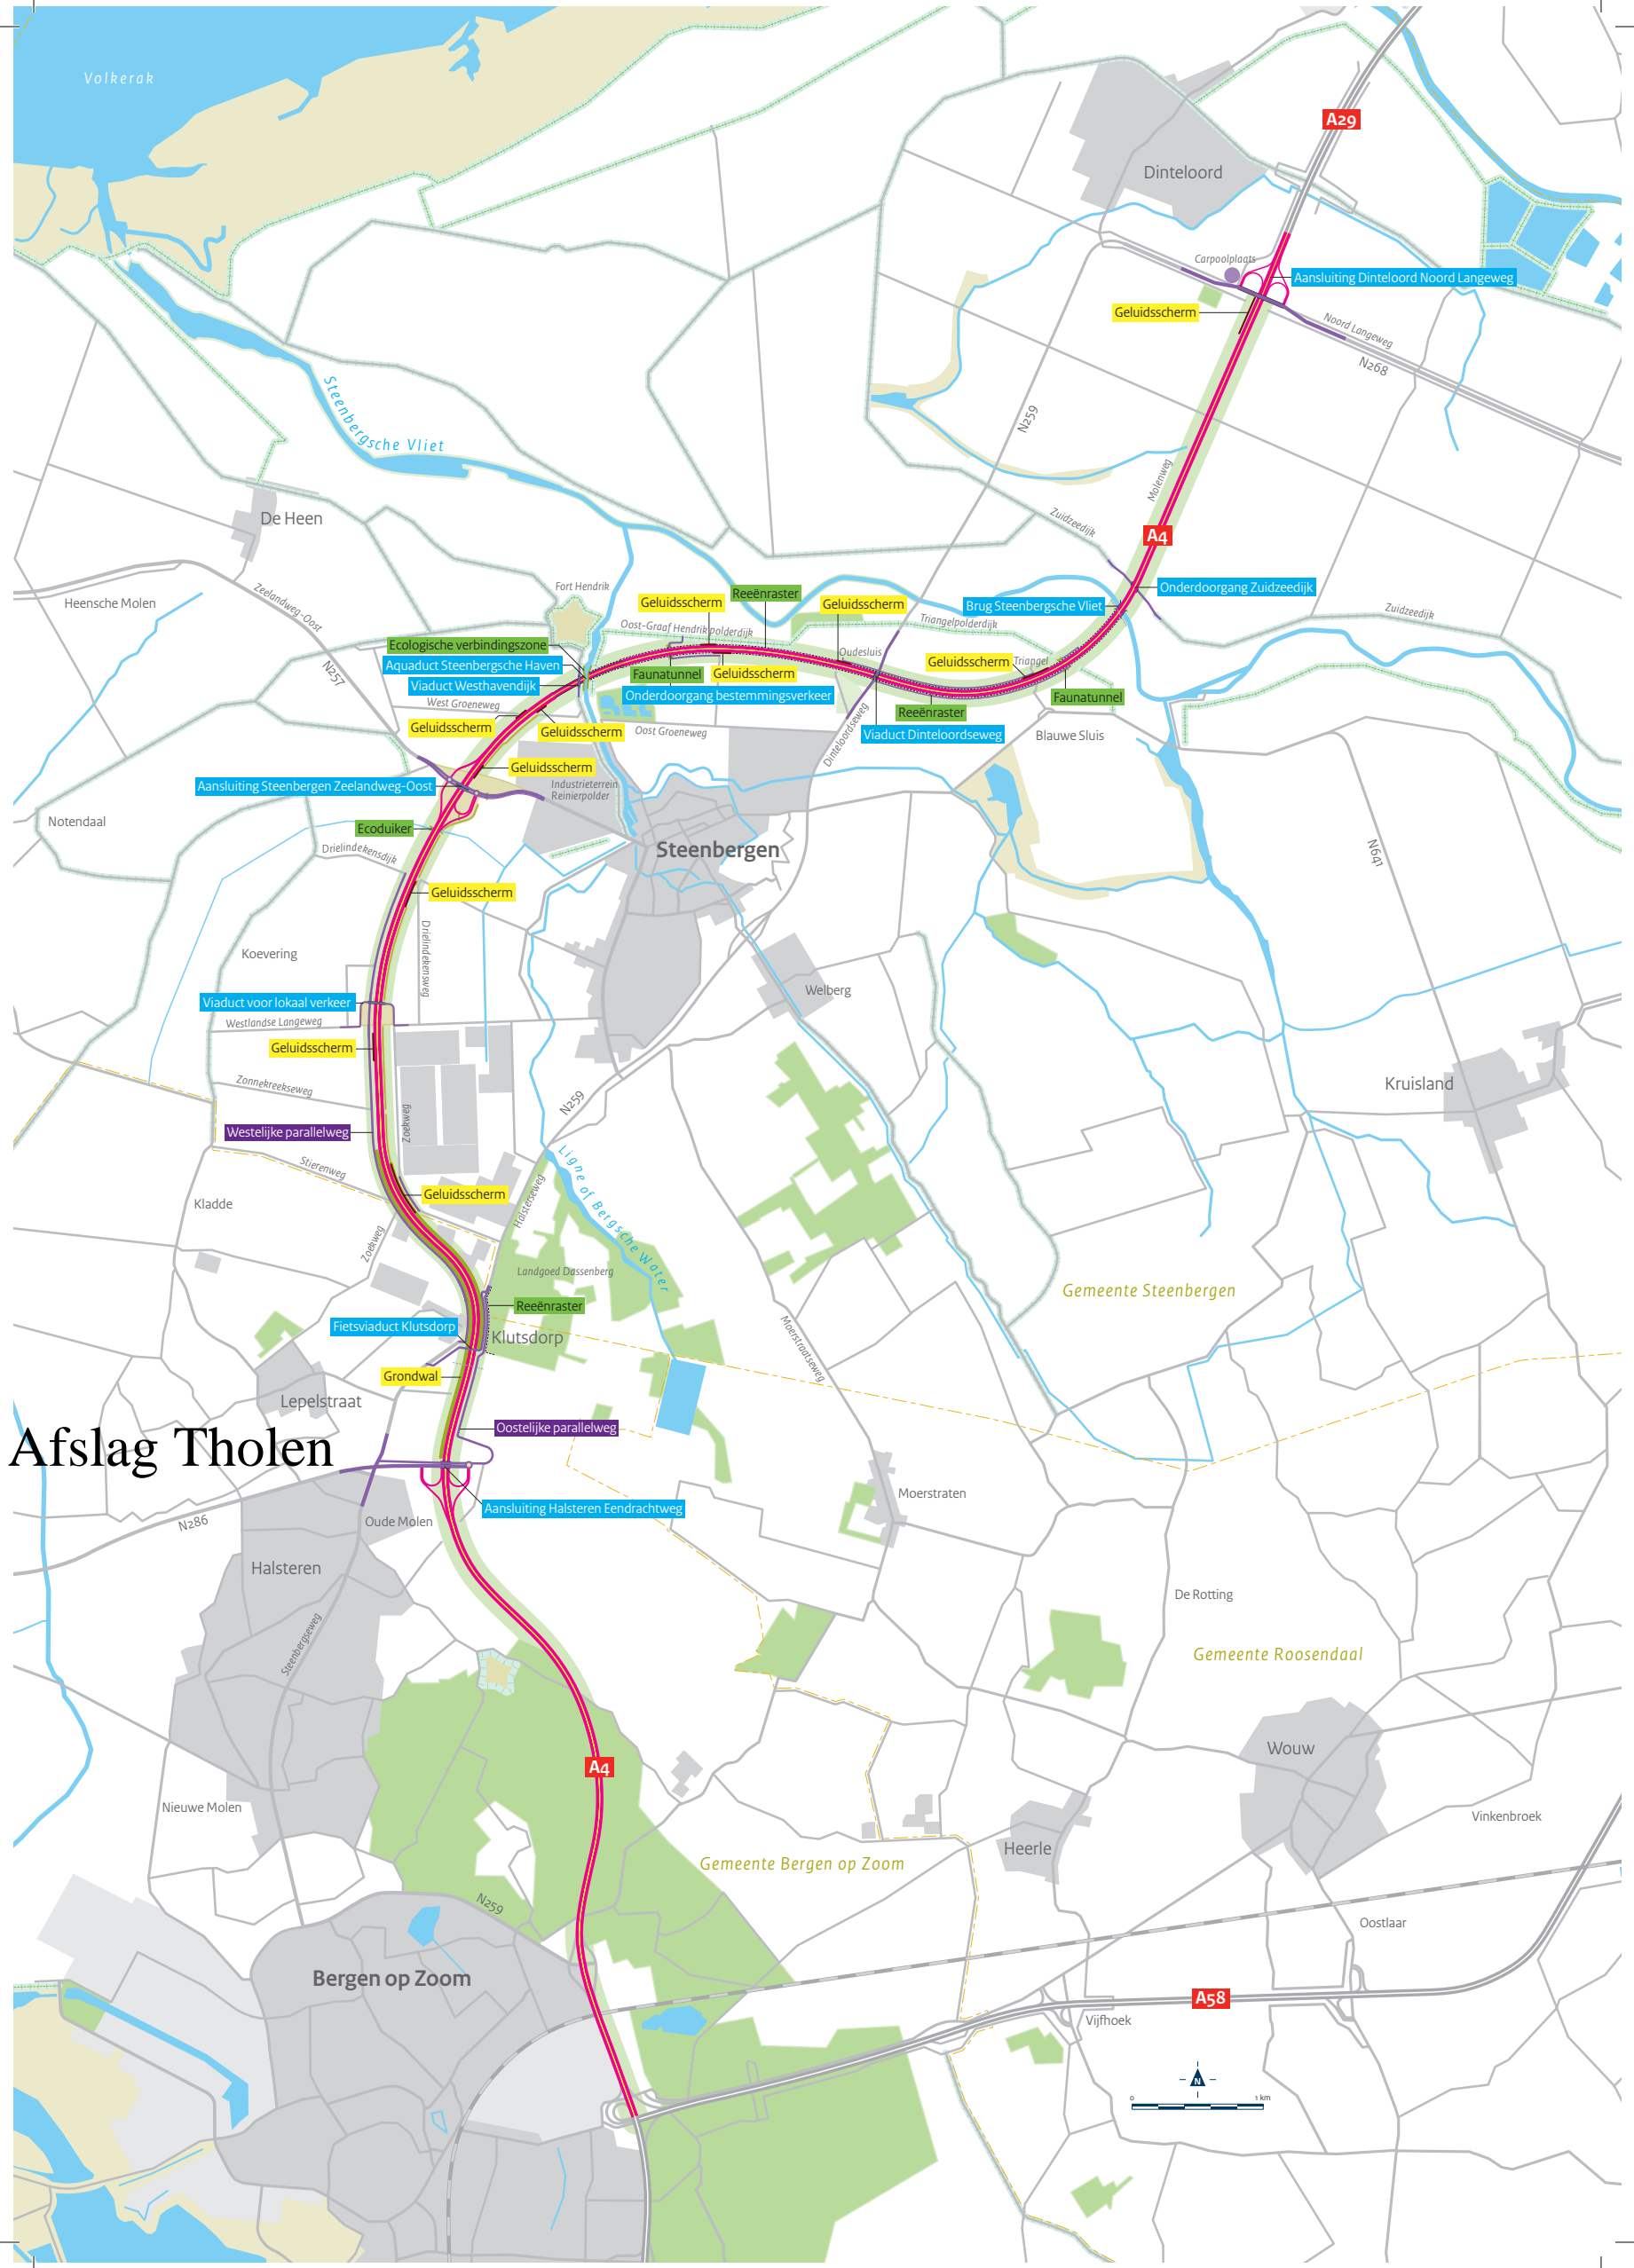 Volkerak
A29
Dinteloord
Carpoolplaats
Aansluiting Dinteloord Noord Langeweg
Geluidsscherm
Noord Langeweg
N268
Steenbergsche Vliet
N259
Molenweg
De Heen
Zuidzeedijk
A4
Heensche Molen
Zeelandweg-Oost
Fort Hendrik
Reeënraster
Onderdoorgang Zuidzeedijk
Geluidsscherm
Geluidsscherm
Brug Steenbergsche Vliet
Zuidzeedijk
Oost-Graaf Hendrikpolderdijk
Triangelpolderdijk
Ecologische verbindingszone
Oudesluis
Aquaduct Steenbergsche Haven
Geluidsscherm
Triangel
N257
Faunatunnel
Geluidsscherm
Viaduct Westhavendijk
Onderdoorgang bestemmingsverkeer
Faunatunnel
West Groeneweg
Reeënraster
Geluidsscherm
Geluidsscherm
Oost Groeneweg
Dinteloordseweg
Viaduct Dinteloordseweg
Blauwe Sluis
Geluidsscherm
Aansluiting Steenbergen Zeelandweg-Oost
Industrieterrein
Reinierpolder
Notendaal
Ecoduiker
Drielindekensdijk
Steenbergen
N641
Geluidsscherm
Drielindekensweg
Koevering
Welberg
Viaduct voor lokaal verkeer
Westlandse Langeweg
Geluidsscherm
Zonnekreekseweg
Kruisland
N259
Zoekweg
Westelijke parallelweg
Ligne of Bergsche Water
Stierenweg
Geluidsscherm
Halsterseweg
Kladde
Zoekweg
Landgoed Dassenberg
Gemeente Steenbergen
Reeënraster
Fietsviaduct Klutsdorp
Klutsdorp
Moerstraatseweg
Grondwal
Lepelstraat
Oostelijke parallelweg
Afslag Tholen
Moerstraten
Aansluiting Halsteren Eendrachtweg
N286
Oude Molen
Halsteren
De Rotting
Steenbergseweg
Gemeente Roosendaal
Wouw
A4
Nieuwe Molen
Vinkenbroek
Heerle
Gemeente Bergen op Zoom
N259
Oostlaar
Bergen op Zoom
A58
Vijfhoek
N
0 1 km